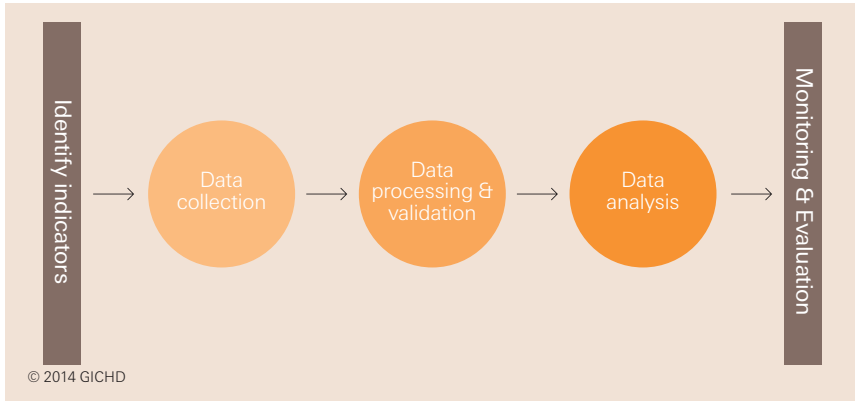 Identify indicators
Data
collection
Data
processing &
validation
Data
analysis
Monitoring & Evaluation
© 2014 GICHD